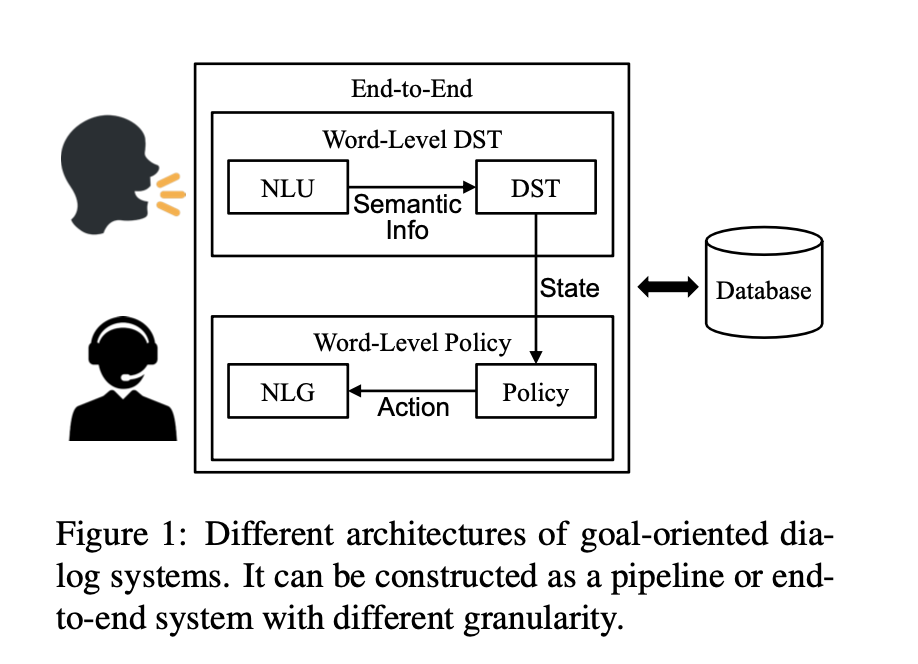 End-to-End
Word-Level DST
NLU
Semantic
Info
DST
State
Database
Word-Level Policy
NLG
Action
Policy
Figure 1: Different architectures of goal-oriented dia-
log systems. It can be constructed as a pipeline or end-
to-end system with different granularity.